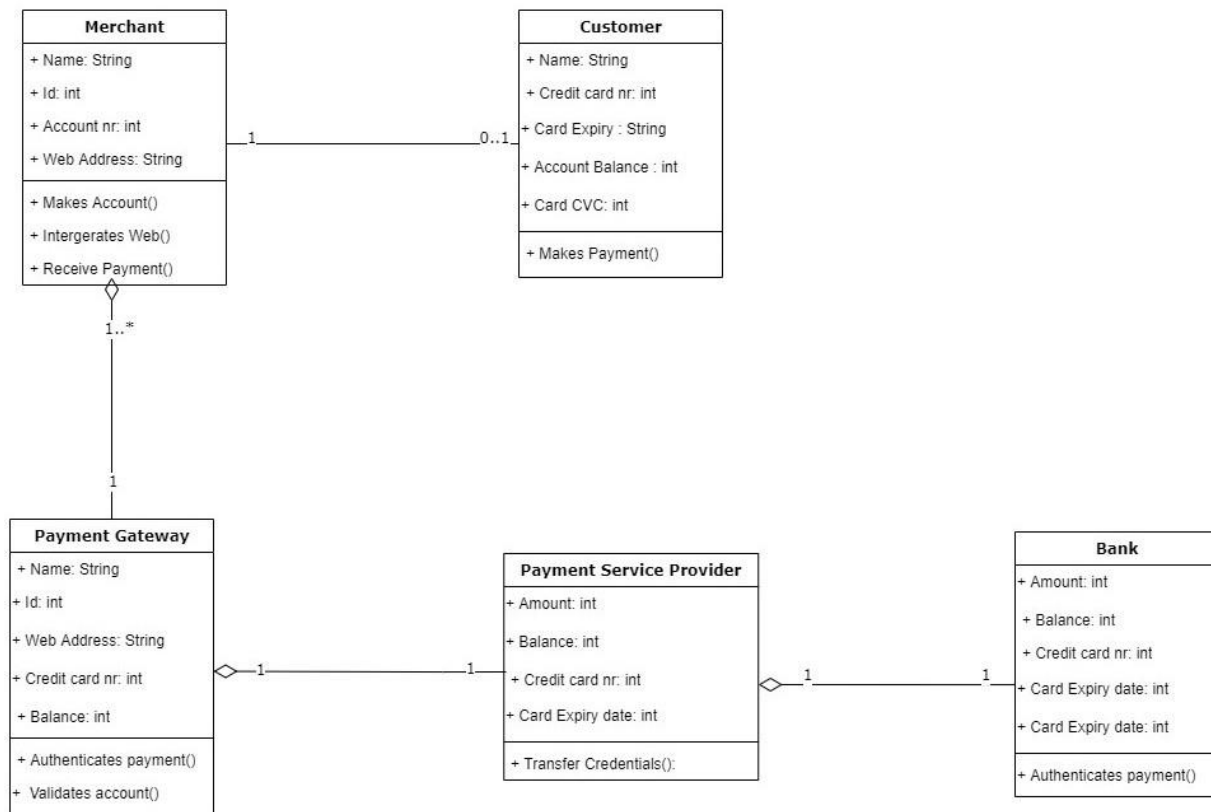 Merchant
+ Name: String
+ Id: int
+ Account nr: int
+ Web Address: String
+ Makes Account()
+ Intergerates Web()
+ Receive Payment()
1
0..1
Customer
+ Name: String
+ Credit card nr: int
+ Card Expiry : String
+ Account Balance : int
+ Card CVC: int
+ Makes Payment()
1..*
1
Payment Gateway
+ Name: String
+ Id: int
+ Web Address: String
+ Credit card nr: int
+ Balance: int
+ Authenticates payment()
+ Validates account()
1
1
Payment Service Provider
+ Amount: int
+ Balance: int
+ Credit card nr: int
+ Card Expiry date: int
+ Transfer Credentials():
1
1
Bank
+ Amount: int
+ Balance: int
+ Credit card nr: int
+ Card Expiry date: int
+ Card Expiry date: int
+ Authenticates payment()